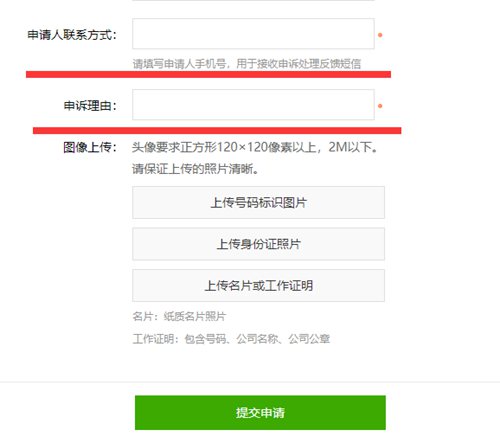 申请人联系方式：
请填写申请人手机号，用于接收申诉处理反馈短信
申诉理由：
图像上传： 头像要求正方形120×120像素以上，2M以下。
请保证上传的照片清晰。
上传号码标识图片
上传身份证照片
上传名片或工作证明
名片：纸质名片照片
工作证明：包含号码、公司名称、公司公章
提交申请